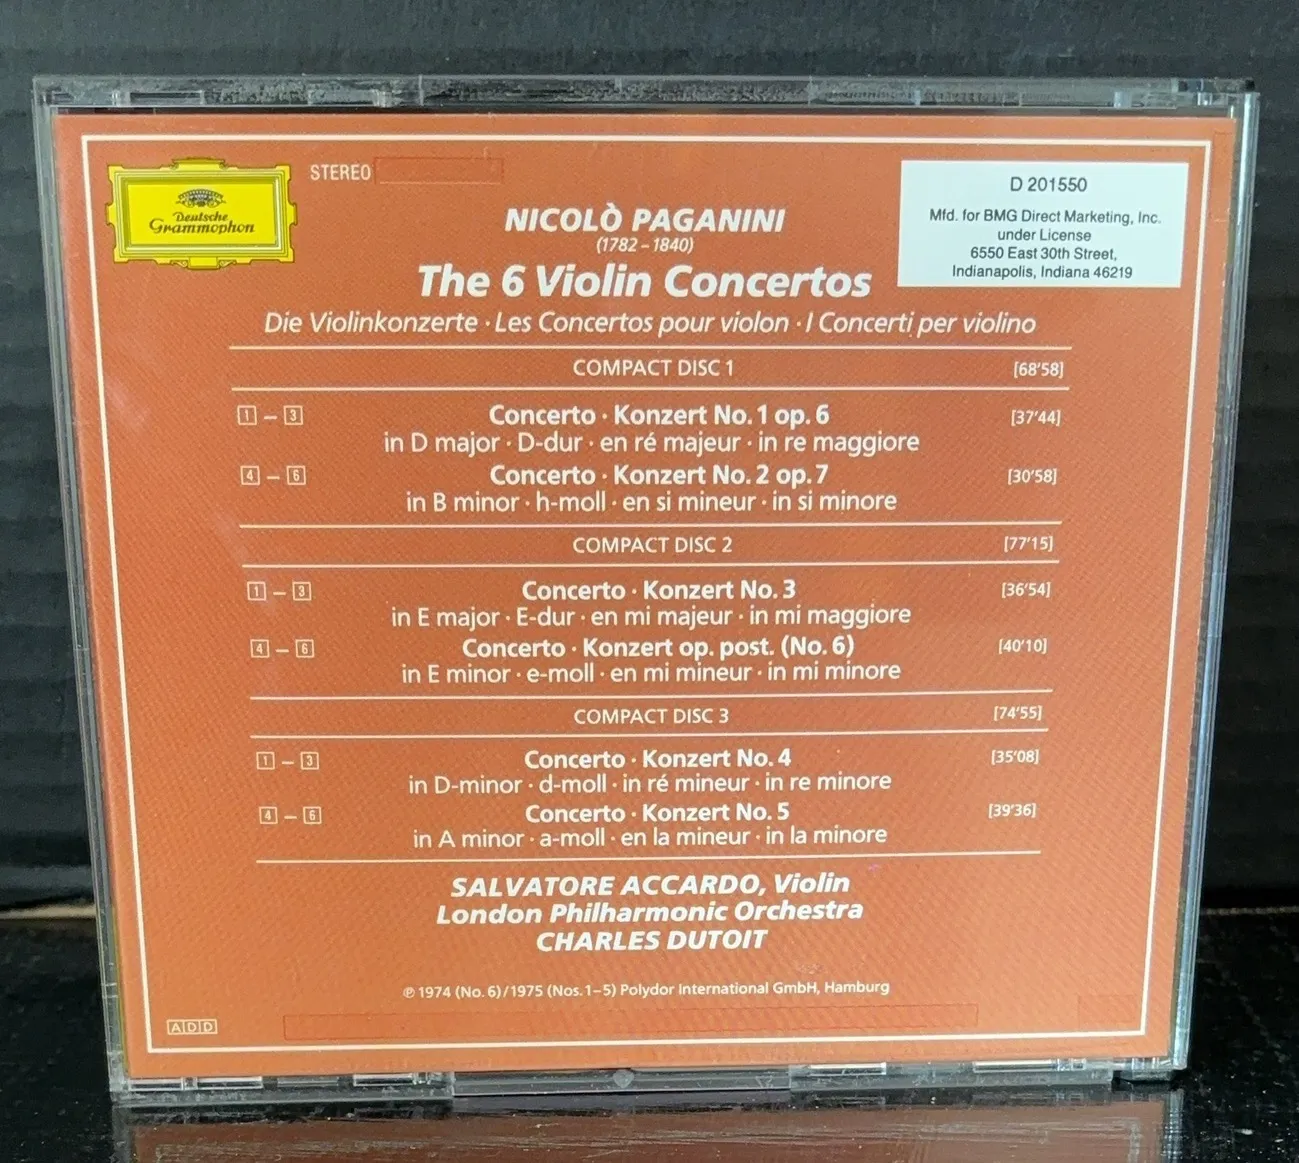 Deutsche
Grammophon
STEREO
D 201550
Mfd. for BMG Direct Marketing, Inc.
under License
6550 East 30th Street,
Indianapolis, Indiana 46219
NICOLÒ PAGANINI
(1782 – 1840)
The 6 Violin Concertos
Die Violinkonzerte · Les Concertos pour violon · I Concerti per violino
COMPACT DISC 1 [68'58]
1 – 3 Concerto · Konzert No. 1 op. 6 [37'44]
in D major · D-dur · en ré majeur · in re maggiore
4 – 6 Concerto · Konzert No. 2 op. 7 [30'58]
in B minor · h-moll · en si mineur · in si minore
COMPACT DISC 2 [77'15]
1 – 3 Concerto · Konzert No. 3 [36'54]
in E major · E-dur · en mi majeur · in mi maggiore
4 – 6 Concerto · Konzert op. post. (No. 6) [40'10]
in E minor · e-moll · en mi mineur · in mi minore
COMPACT DISC 3 [74'55]
1 – 3 Concerto · Konzert No. 4 [35'08]
in D-minor · d-moll · in ré mineur · in re minore
4 – 6 Concerto · Konzert No. 5 [39'36]
in A minor · a-moll · en la mineur · in la minore
SALVATORE ACCARDO, Violin
London Philharmonic Orchestra
CHARLES DUTOIT
℗ 1974 (No. 6) / 1975 (Nos. 1–5) Polydor International GmbH, Hamburg
ADD